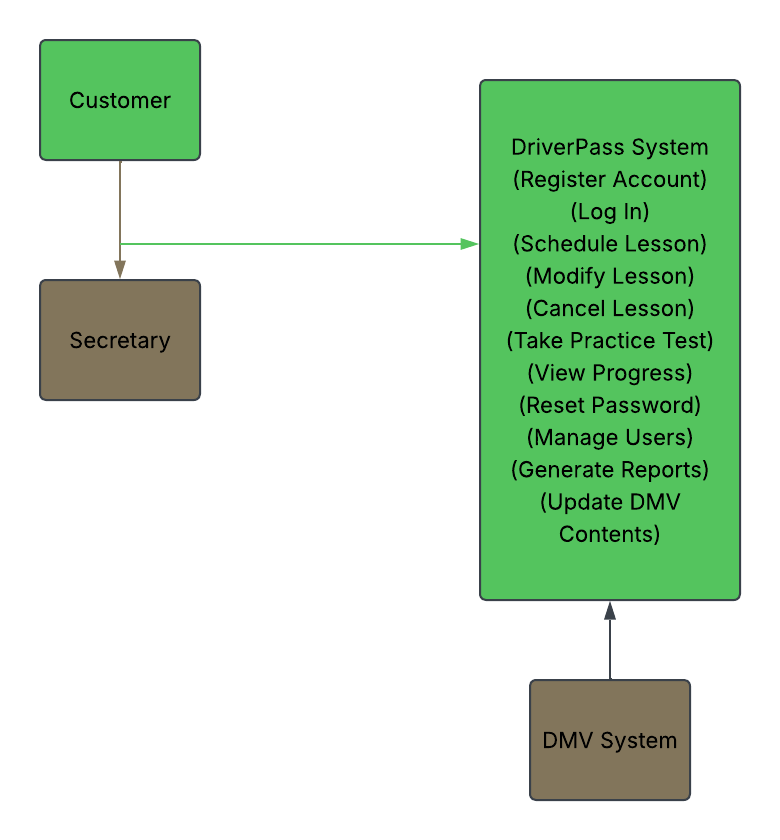 Customer
Secretary
DriverPass System
(Register Account)
(Log In)
(Schedule Lesson)
(Modify Lesson)
(Cancel Lesson)
(Take Practice Test)
(View Progress)
(Reset Password)
(Manage Users)
(Generate Reports)
(Update DMV
Contents)
DMV System